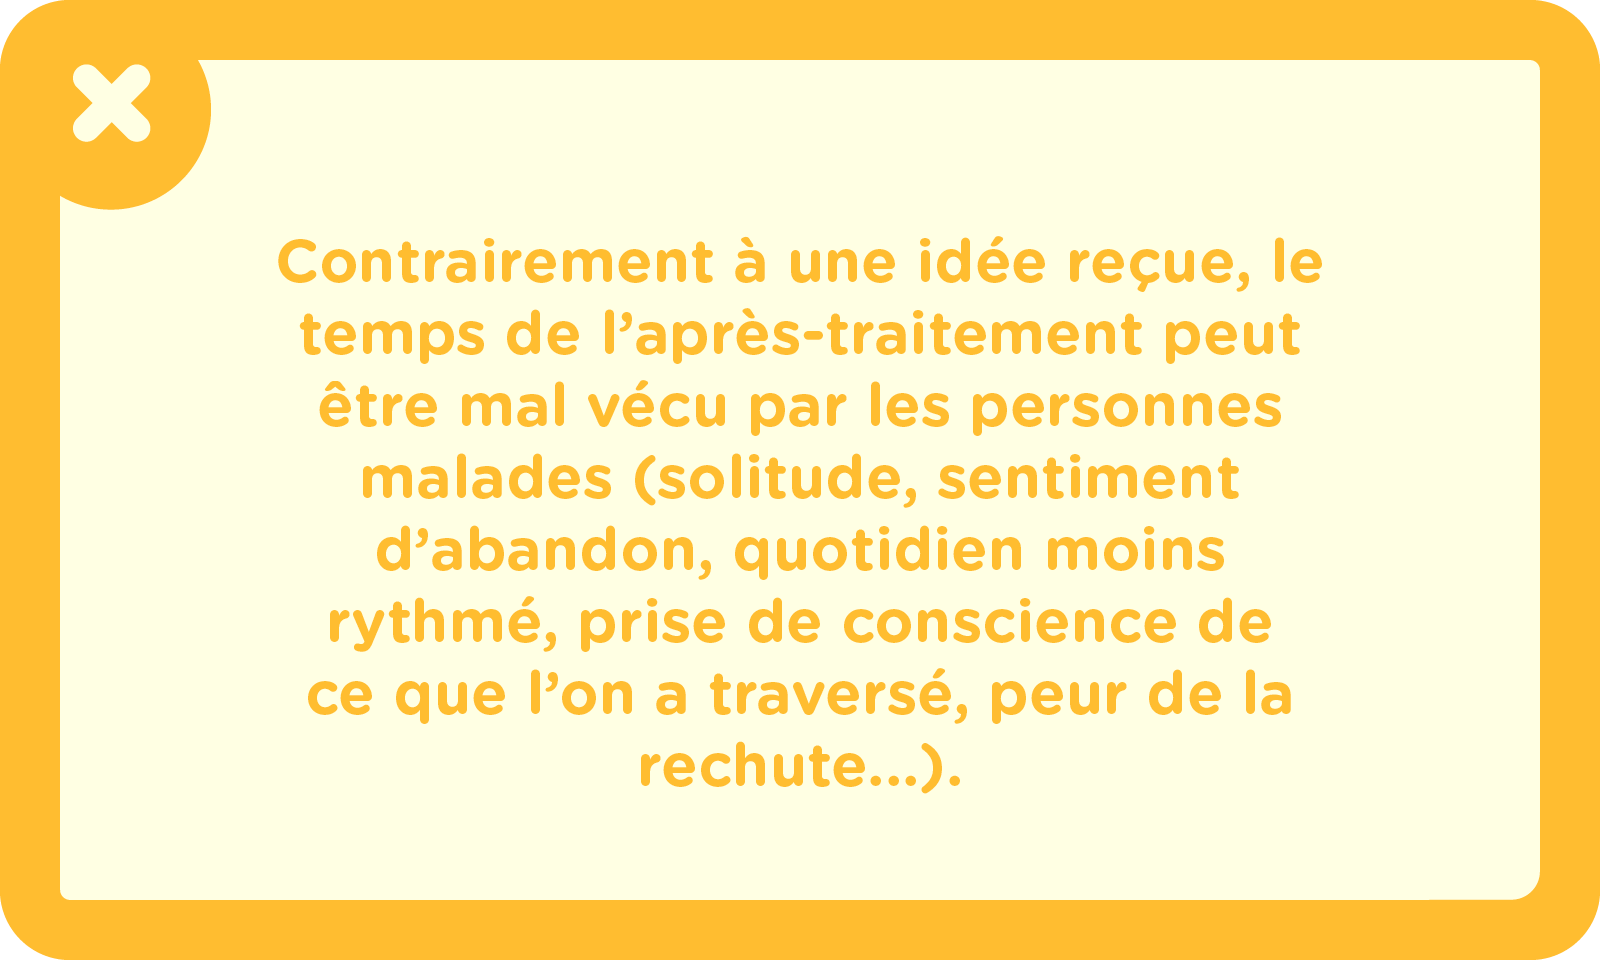 Contrairement à une idée reçue, le
temps de l’après-traitement peut
être mal vécu par les personnes
malades (solitude, sentiment
d’abandon, quotidien moins
rythmé, prise de conscience de
ce que l’on a traversé, peur de la
rechute...).